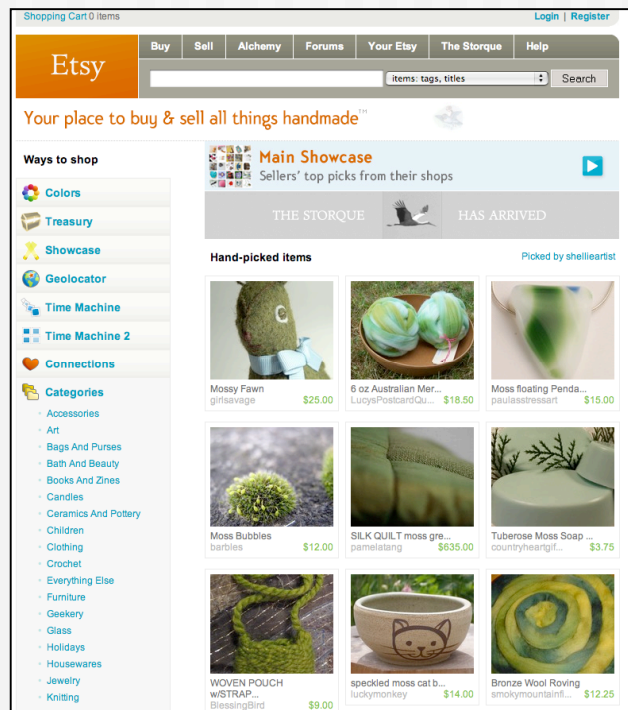 Shopping Cart 0 items
Login | Register
Etsy
Buy
Sell
Alchemy
Forums
Your Etsy
The Storque
Help
items: tags, titles
Search
Your place to buy & sell all things handmade™
Ways to shop
Colors
Treasury
Showcase
Geolocator
Time Machine
Time Machine 2
Connections
Categories
Accessories
Art
Bags And Purses
Bath And Beauty
Books And Zines
Candles
Ceramics And Pottery
Children
Clothing
Crochet
Everything Else
Furniture
Geekery
Glass
Holidays
Housewares
Jewelry
Knitting
Main Showcase
Sellers' top picks from their shops
THE STORQUE HAS ARRIVED
Hand-picked items
Picked by shellieartist
C
Mossy Fawn
girlsavage $25.00
6 oz Australian Mer...
LucysPostcardQu... $18.50
Moss floating Penda...
paulasstressart $15.00
Moss Bubbles
barbles $12.00
SILK QUILT moss gre...
pamelatang $635.00
Tuberose Moss Soap ...
countryheartgif... $3.75
WOVEN POUCH
w/STRAP...
BlessingBird $9.00
speckled moss cat b...
luckymonkey $14.00
Bronze Wool Roving
smokymountainfi... $12.25